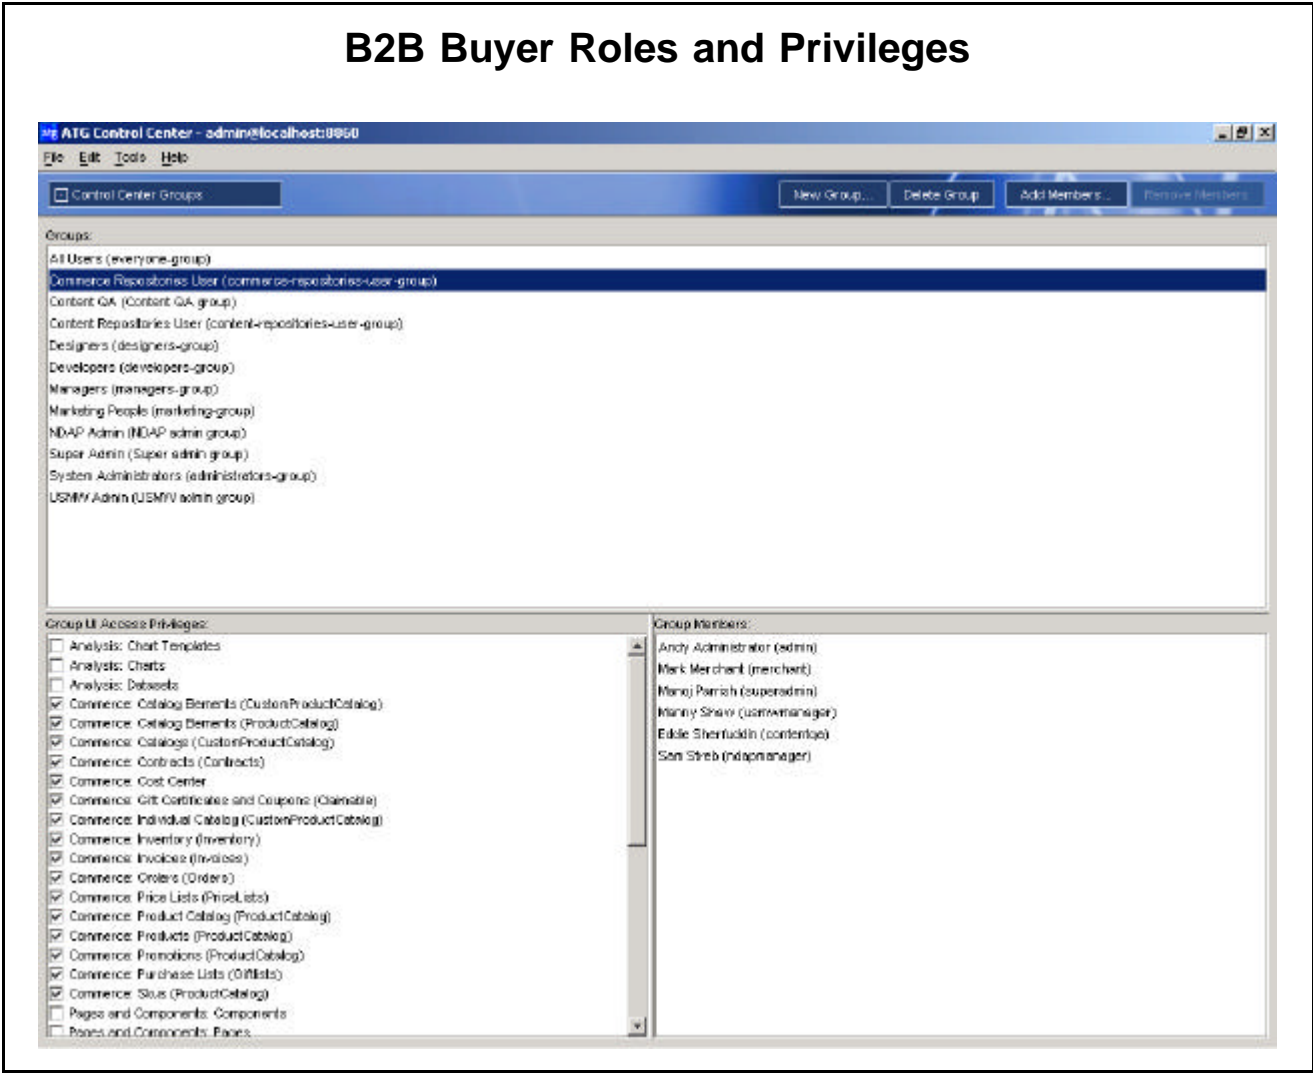 B2B Buyer Roles and Privileges
ATG Control Center - admin@localhost:8860
File Edit Tools Help
Control Center Groups
New Group... Delete Group Add Members... Remove Members
Groups:
All Users (everyone-group)
Commerce Repositories User (commerce-repositories-user-group)
Content QA (Content QA group)
Content Repositories User (content-repositories-user-group)
Designers (designers-group)
Developers (developers-group)
Managers (managers-group)
Marketing People (marketing-group)
NDAP Admin (NDAP admin group)
Super Admin (Super admin group)
System Administrators (administrators-group)
USMW Admin (USMW admin group)
Group UI Access Privileges:
Analysis: Chart Templates
Analysis: Charts
Analysis: Datasets
Commerce: Catalog Elements (CustomProductCatalog)
Commerce: Catalog Elements (ProductCatalog)
Commerce: Catalogs (CustomProductCatalog)
Commerce: Contracts (Contracts)
Commerce: Cost Center
Commerce: Gift Certificates and Coupons (Claimable)
Commerce: Individual Catalog (CustomProductCatalog)
Commerce: Inventory (Inventory)
Commerce: Invoices (Invoices)
Commerce: Orders (Orders)
Commerce: Price Lists (PriceLists)
Commerce: Product Catalog (ProductCatalog)
Commerce: Products (ProductCatalog)
Commerce: Promotions (ProductCatalog)
Commerce: Purchase Lists (Giftlists)
Commerce: Skus (ProductCatalog)
Pages and Components: Components
Pages and Components: Pages
Group Members:
Andy Administrator (admin)
Mark Merchant (merchant)
Manoj Parrish (superadmin)
Manny Shaw (usmwmanager)
Eddie Sherfuddin (contentqa)
Sam Streb (ndapmanager)